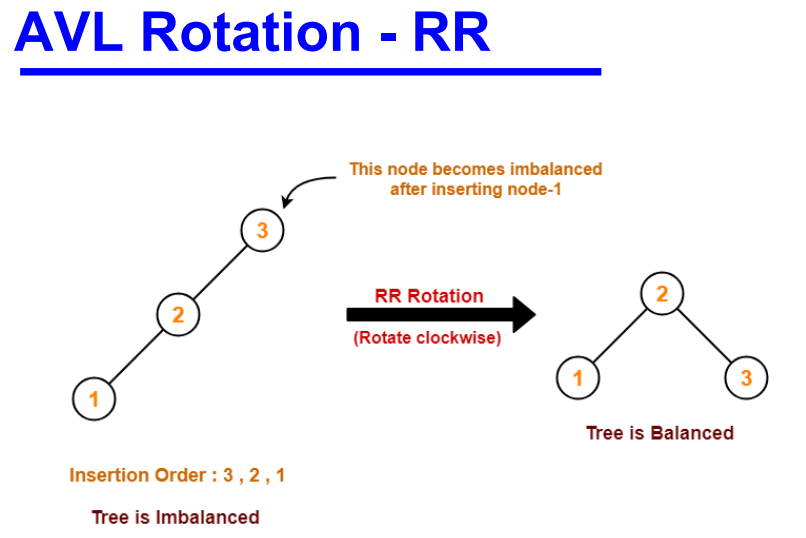 AVL Rotation - RR
This node becomes imbalanced
after inserting node-1
3
2
1
RR Rotation
(Rotate clockwise)
2
1
3
Tree is Balanced
Insertion Order : 3 , 2 , 1
Tree is Imbalanced